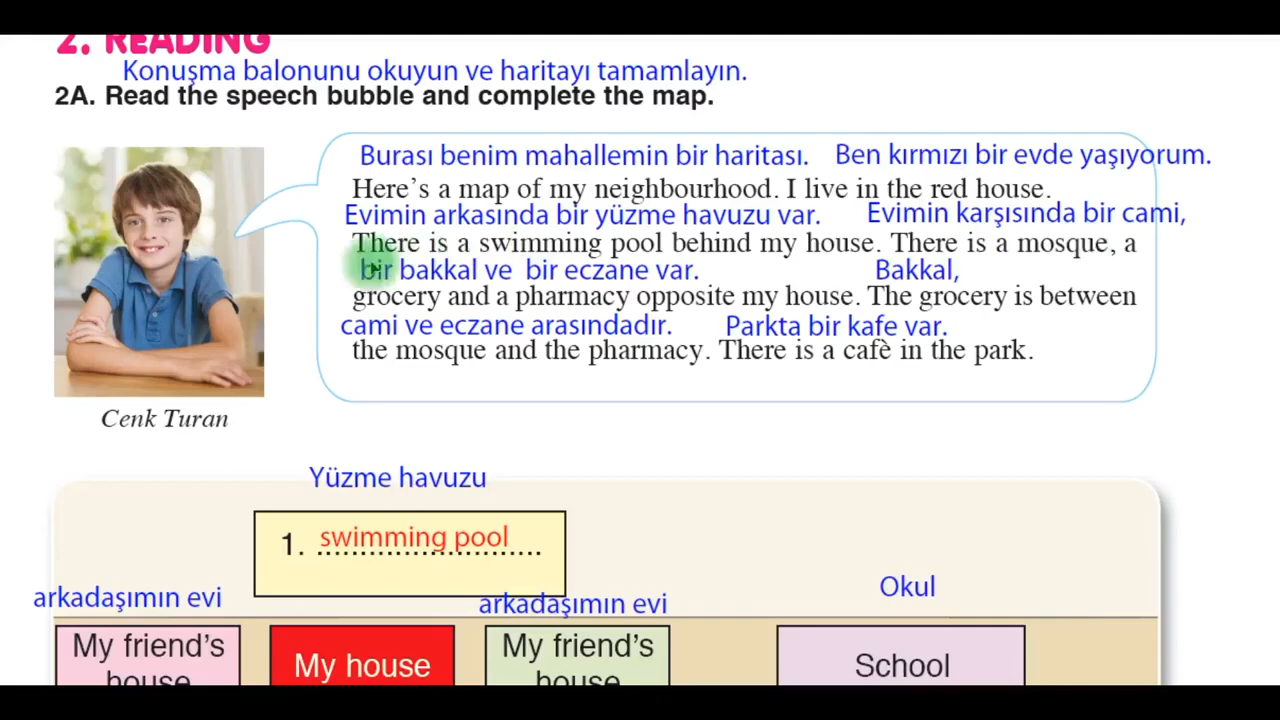 2. READING
Konuşma balonunu okuyun ve haritayı tamamlayın.
2A. Read the speech bubble and complete the map.
Burası benim mahallemin bir haritası. Ben kırmızı bir evde yaşıyorum.
Here's a map of my neighbourhood. I live in the red house.
Evimin arkasında bir yüzme havuzu var. Evimin karşısında bir cami,
There is a swimming pool behind my house. There is a mosque, a
bir bakkal ve bir eczane var. Bakkal,
grocery and a pharmacy opposite my house. The grocery is between
cami ve eczane arasındadır. Parkta bir kafe var.
the mosque and the pharmacy. There is a cafè in the park.
Cenk Turan
Yüzme havuzu
1. swimming pool
arkadaşımın evi
arkadaşımın evi
Okul
My friend's
house
My house
My friend's
house
School